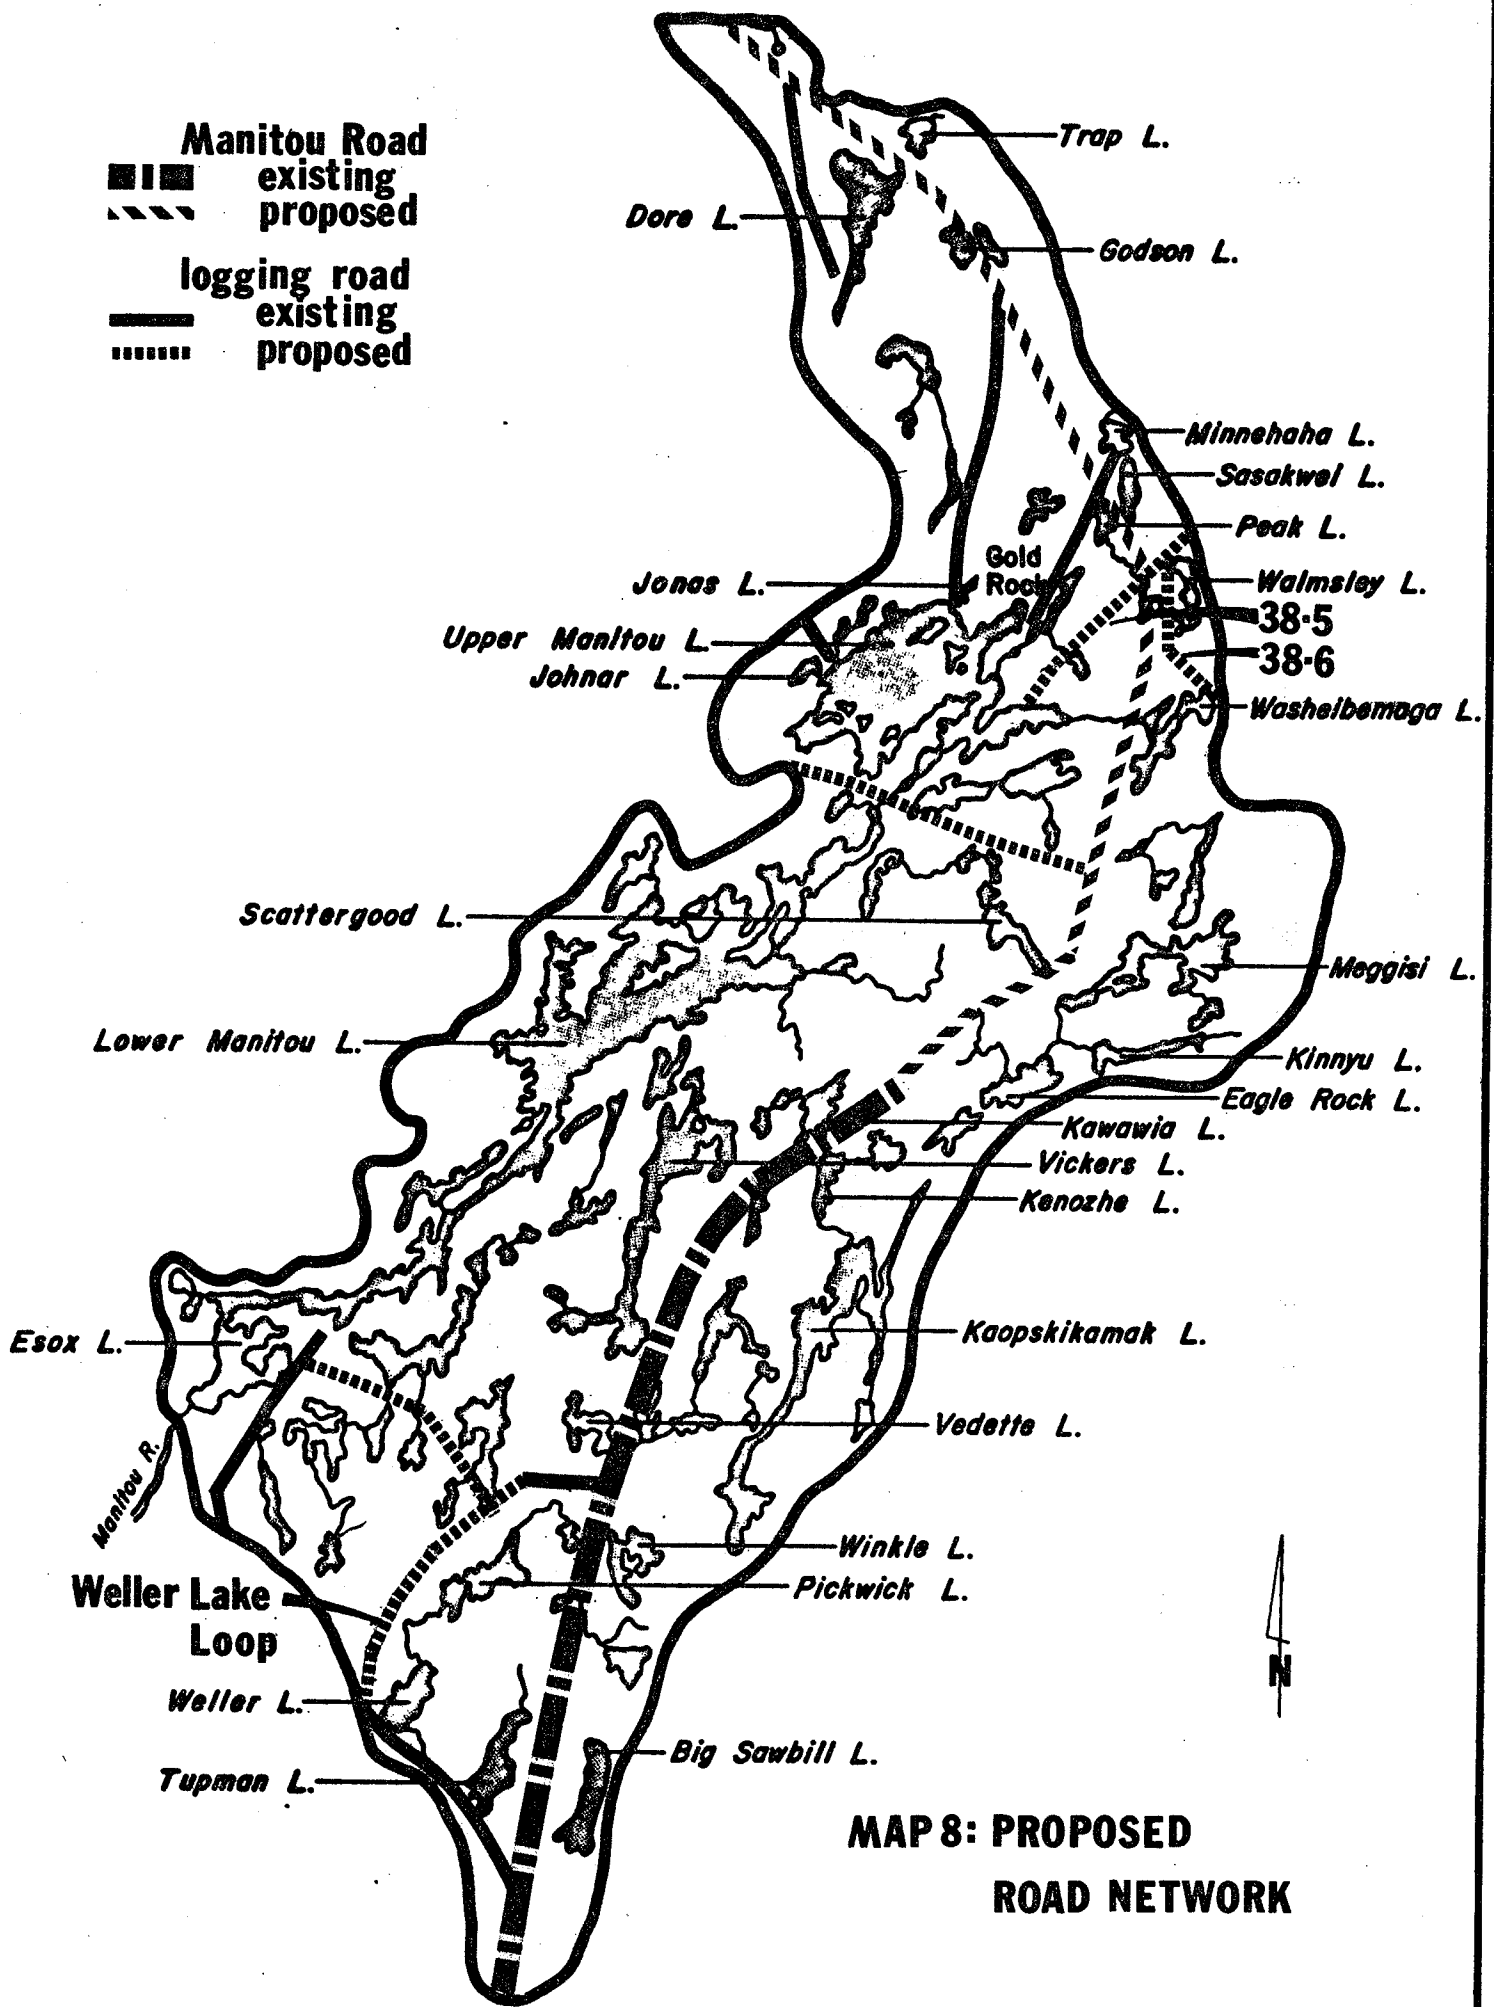 Manitou Road
existing
proposed
logging road
existing
proposed
Trap L.
Dore L.
Godson L.
Minnehaha L.
Sasakwei L.
Peak L.
Gold
Rock
Jonas L.
Walmsley L.
38·5
Upper Manitou L.
38·6
Johnar L.
Washeibemaga L.
Scattergood L.
Meggisi L.
Lower Manitou L.
Kinnyu L.
Eagle Rock L.
Kawawia L.
Vickers L.
Kenozhe L.
Esox L.
Kaopskikamak L.
Vedette L.
Manitou R.
Winkle L.
Pickwick L.
Weller Lake
Loop
N
Weller L.
Big Sawbill L.
Tupman L.
MAP 8: PROPOSED
ROAD NETWORK